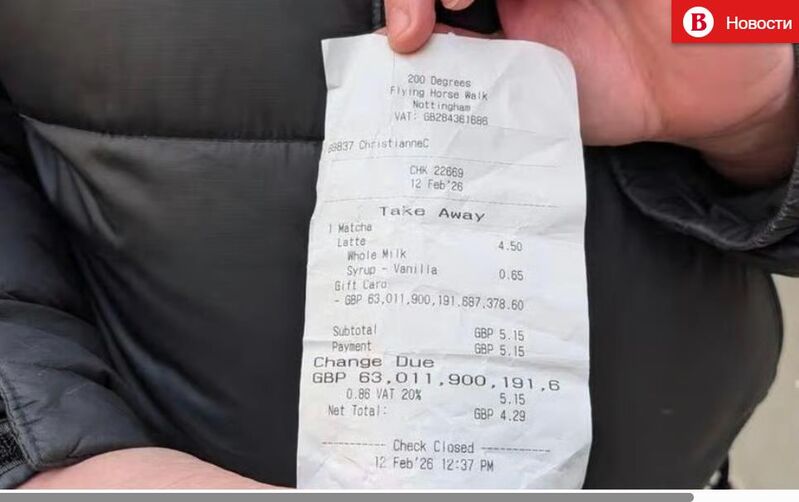 В Новости
200 Degrees
Flying Horse Walk
Nottingham
VAT: GB284361686
69837 ChristianneC
CHK 22669
12 Feb'26
Take Away
1 Matcha
Latte 4.50
Whole Milk
Syrup - Vanilla 0.65
Gift Card
- GBP 63,011,900,191,687,378.60
Subtotal GBP 5.15
Payment GBP 5.15
Change Due
GBP 63,011,900,191,6
0.86 VAT 20% 5.15
Net Total: GBP 4.29
---------- Check Closed ----------
12 Feb'26 12:37 PM